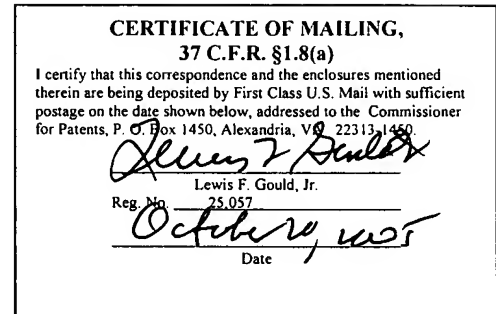 CERTIFICATE OF MAILING,
37 C.F.R. §1.8(a)
I certify that this correspondence and the enclosures mentioned
therein are being deposited by First Class U.S. Mail with sufficient
postage on the date shown below, addressed to the Commissioner
for Patents, P. O. Box 1450, Alexandria, VA 22313-1450.
Lewis F. Gould, Jr.
Reg. No. 25,057
October 2005
Date